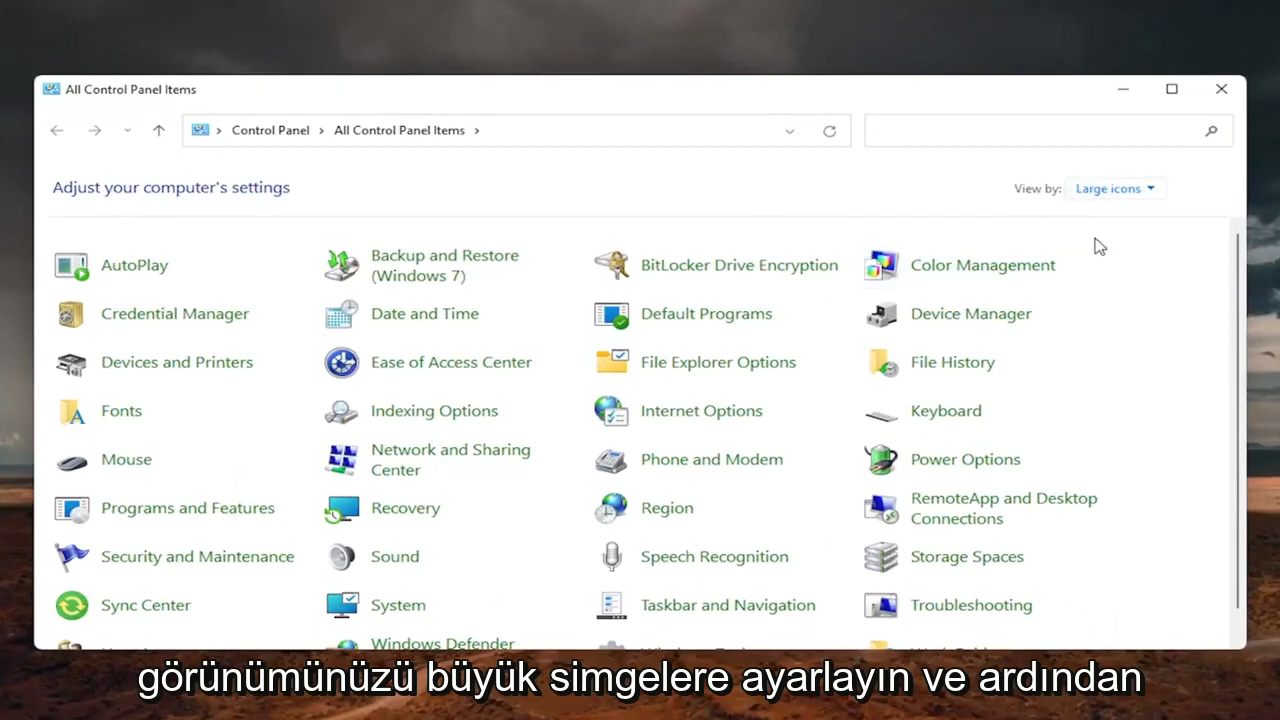 All Control Panel Items
Control Panel > All Control Panel Items >
Adjust your computer's settings
View by: Large icons
AutoPlay
Backup and Restore
(Windows 7)
BitLocker Drive Encryption
Color Management
Credential Manager
Date and Time
Default Programs
Device Manager
Devices and Printers
Ease of Access Center
File Explorer Options
File History
Fonts
Indexing Options
Internet Options
Keyboard
Mouse
Network and Sharing
Center
Phone and Modem
Power Options
Programs and Features
Recovery
Region
RemoteApp and Desktop
Connections
Security and Maintenance
Sound
Speech Recognition
Storage Spaces
Sync Center
System
Taskbar and Navigation
Troubleshooting
Windows Defender
görünümünüzü büyük simgelere ayarlayın ve ardından